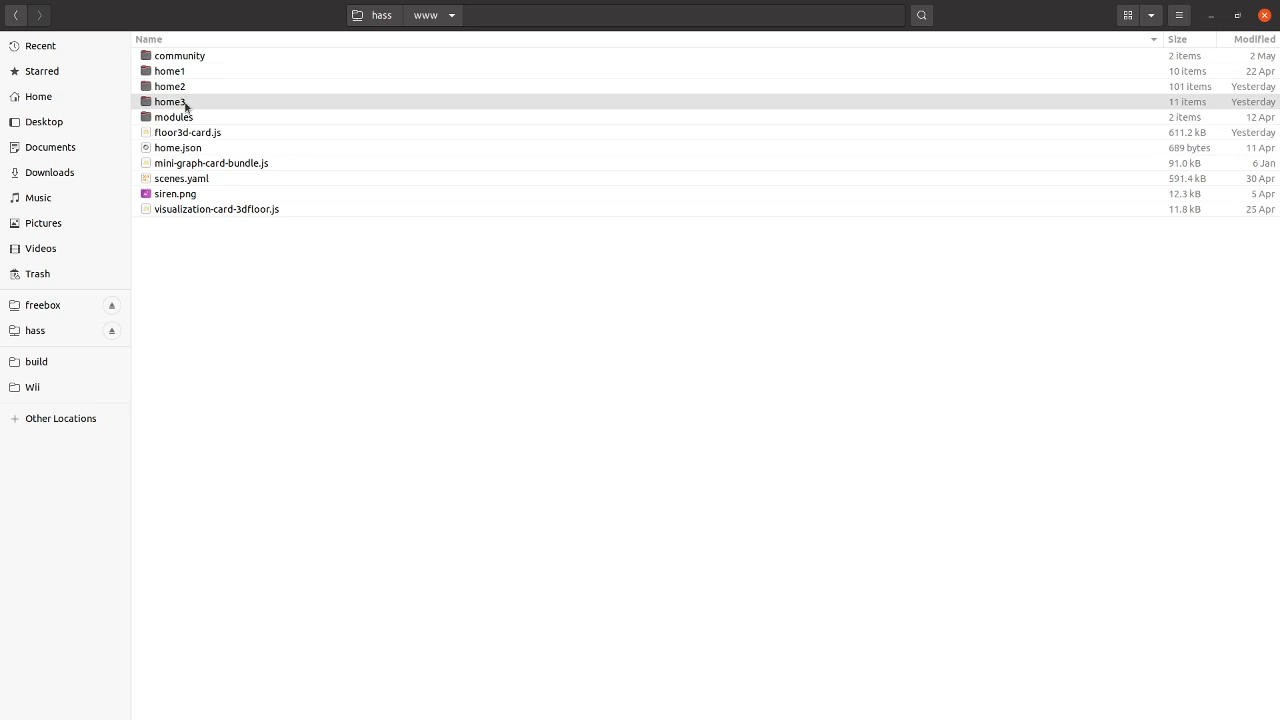 hass www
Name Size Modified
Recent
Starred
Home
Desktop
Documents
Downloads
Music
Pictures
Videos
Trash
freebox
hass
build
Wii
Other Locations
community 2 items 2 May
home1 10 items 22 Apr
home2 101 items Yesterday
home3 11 items Yesterday
modules 2 items 12 Apr
floor3d-card.js 611.2 kB Yesterday
home.json 689 bytes 11 Apr
mini-graph-card-bundle.js 91.0 kB 6 Jan
scenes.yaml 591.4 kB 30 Apr
siren.png 12.3 kB 5 Apr
visualization-card-3dfloor.js 11.8 kB 25 Apr